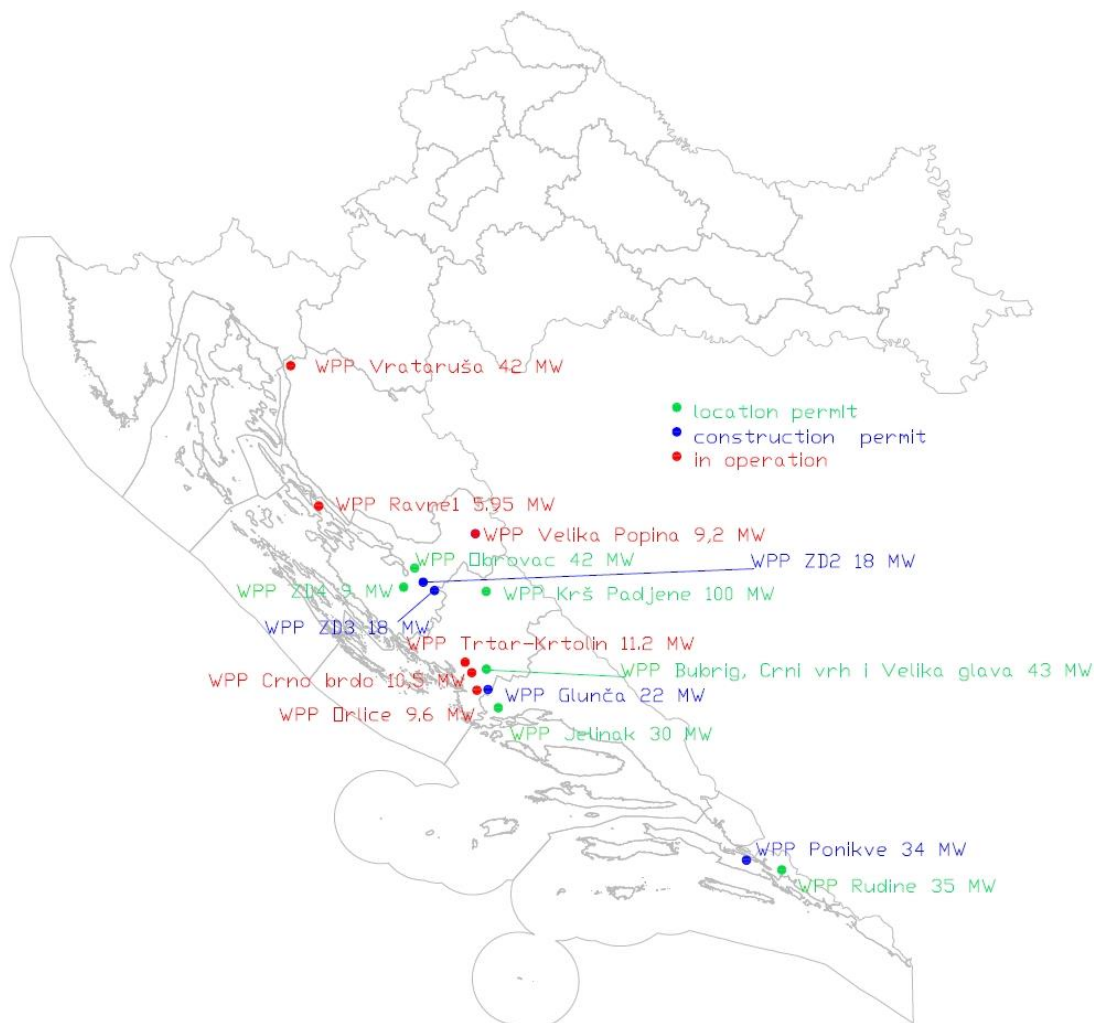 WPP Vrataruša 42 MW
location permit
construction permit
in operation
WPP Ravne1 5.95 MW
WPP Velika Popina 9,2 MW
WPP □brovac 42 MW
WPP ZD2 18 MW
WPP ZD4 9 MW
WPP Krš Padjene 100 MW
WPP ZD3 18 MW
WPP Trtar-Krtolin 11.2 MW
WPP Bubrig, Crni vrh i Velika glava 43 MW
WPP Crno brdo 10,5 MW
WPP Glunča 22 MW
WPP □rlice 9,6 MW
WPP Jelinak 30 MW
WPP Ponikve 34 MW
WPP Rudine 35 MW